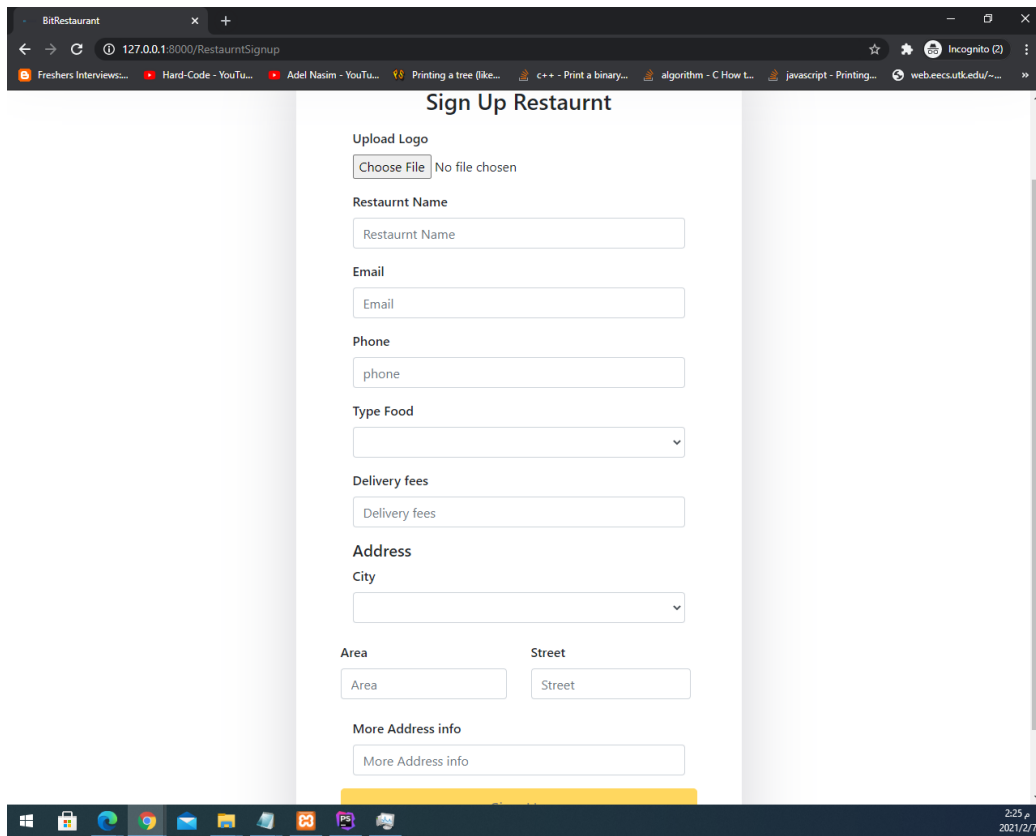 BitRestaurant
127.0.0.1:8000/RestaurntSignup
Incognito (2)
Freshers Interviews:... Hard-Code - YouTu... Adel Nasim - YouTu... Printing a tree (like... c++ - Print a binary... algorithm - C How t... javascript - Printing... web.eecs.utk.edu/~... »
Sign Up Restaurnt
Upload Logo
Choose File No file chosen
Restaurnt Name
Restaurnt Name
Email
Email
Phone
phone
Type Food
Delivery fees
Delivery fees
Address
City
Area Street
Area Street
More Address info
More Address info
PS
2:25 م
2021/2/7